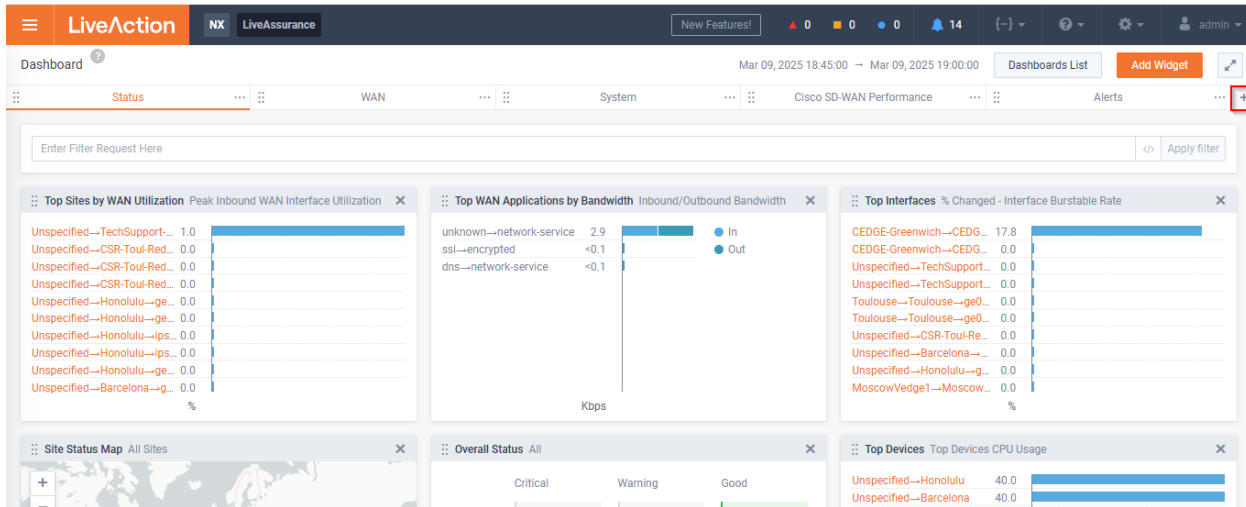 LiveAction NX LiveAssurance New Features! 0 0 0 14 {--} admin
Dashboard ? Mar 09, 2025 18:45:00 → Mar 09, 2025 19:00:00 Dashboards List Add Widget
Status ... WAN ... System ... Cisco SD-WAN Performance ... Alerts ... +
Enter Filter Request Here </> Apply filter
Top Sites by WAN Utilization Peak Inbound WAN Interface Utilization
Unspecified→TechSupport-... 1.0
Unspecified→CSR-Toul-Red... 0.0
Unspecified→CSR-Toul-Red... 0.0
Unspecified→CSR-Toul-Red... 0.0
Unspecified→Honolulu→ge... 0.0
Unspecified→Honolulu→ge... 0.0
Unspecified→Honolulu→ips... 0.0
Unspecified→Honolulu→ips... 0.0
Unspecified→Honolulu→ge... 0.0
Unspecified→Barcelona→g... 0.0
%
Top WAN Applications by Bandwidth Inbound/Outbound Bandwidth
unknown→network-service 2.9
ssl→encrypted <0.1
dns→network-service <0.1
In
Out
Kbps
Top Interfaces % Changed - Interface Burstable Rate
CEDGE-Greenwich→CEDG... 17.8
CEDGE-Greenwich→CEDG... 0.0
Unspecified→TechSupport... 0.0
Unspecified→TechSupport... 0.0
Toulouse→Toulouse→ge0... 0.0
Toulouse→Toulouse→ge0... 0.0
Unspecified→CSR-Toul-Re... 0.0
Unspecified→Barcelona→... 0.0
Unspecified→Honolulu→g... 0.0
MoscowVedge1→Moscow... 0.0
%
Site Status Map All Sites
+
Overall Status All
Critical Warning Good
Top Devices Top Devices CPU Usage
Unspecified→Honolulu 40.0
Unspecified→Barcelona 40.0